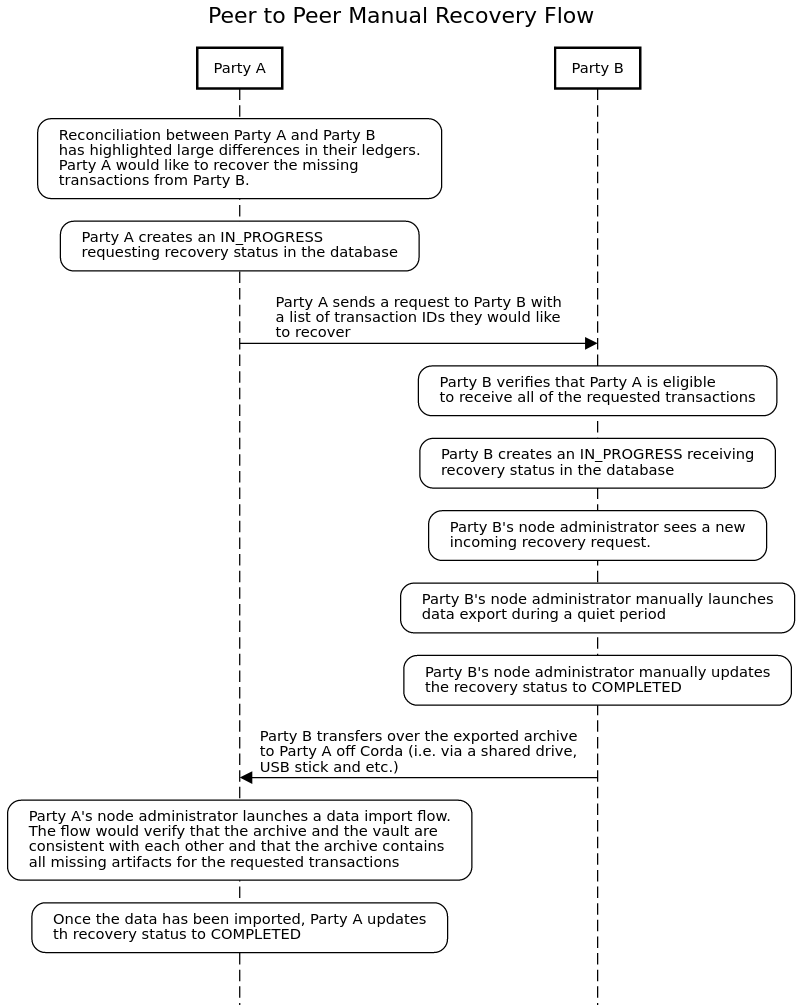 Peer to Peer Manual Recovery Flow
Party A
Party B
Reconciliation between Party A and Party B
has highlighted large differences in their ledgers.
Party A would like to recover the missing
transactions from Party B.
Party A creates an IN_PROGRESS
requesting recovery status in the database
Party A sends a request to Party B with
a list of transaction IDs they would like
to recover
Party B verifies that Party A is eligible
to receive all of the requested transactions
Party B creates an IN_PROGRESS receiving
recovery status in the database
Party B's node administrator sees a new
incoming recovery request.
Party B's node administrator manually launches
data export during a quiet period
Party B's node administrator manually updates
the recovery status to COMPLETED
Party B transfers over the exported archive
to Party A off Corda (i.e. via a shared drive,
USB stick and etc.)
Party A's node administrator launches a data import flow.
The flow would verify that the archive and the vault are
consistent with each other and that the archive contains
all missing artifacts for the requested transactions
Once the data has been imported, Party A updates
th recovery status to COMPLETED